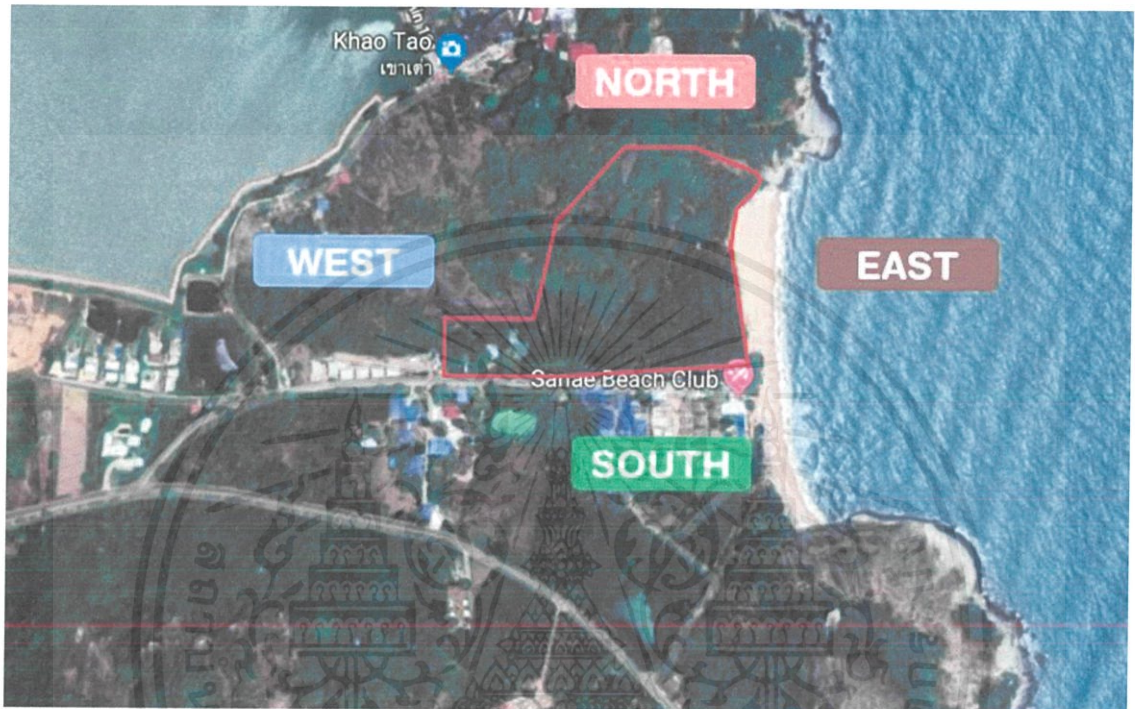 Khao Tao
เขาเต่า
NORTH
WEST
EAST
Sanae Beach Club
SOUTH